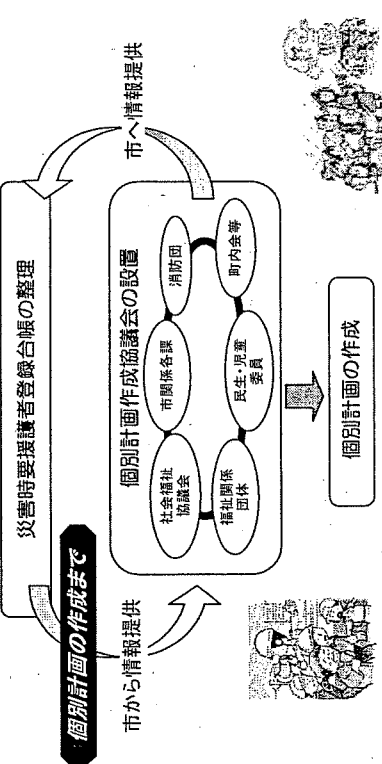 個別計画の作成まで
災害時要援護者登録台帳の整理
市から情報提供
市へ情報提供
個別計画作成協議会の設置
社会福祉
協議会
市関係各課
消防団
福祉関係
団体
民生・児童
委員
町内会等
個別計画の作成